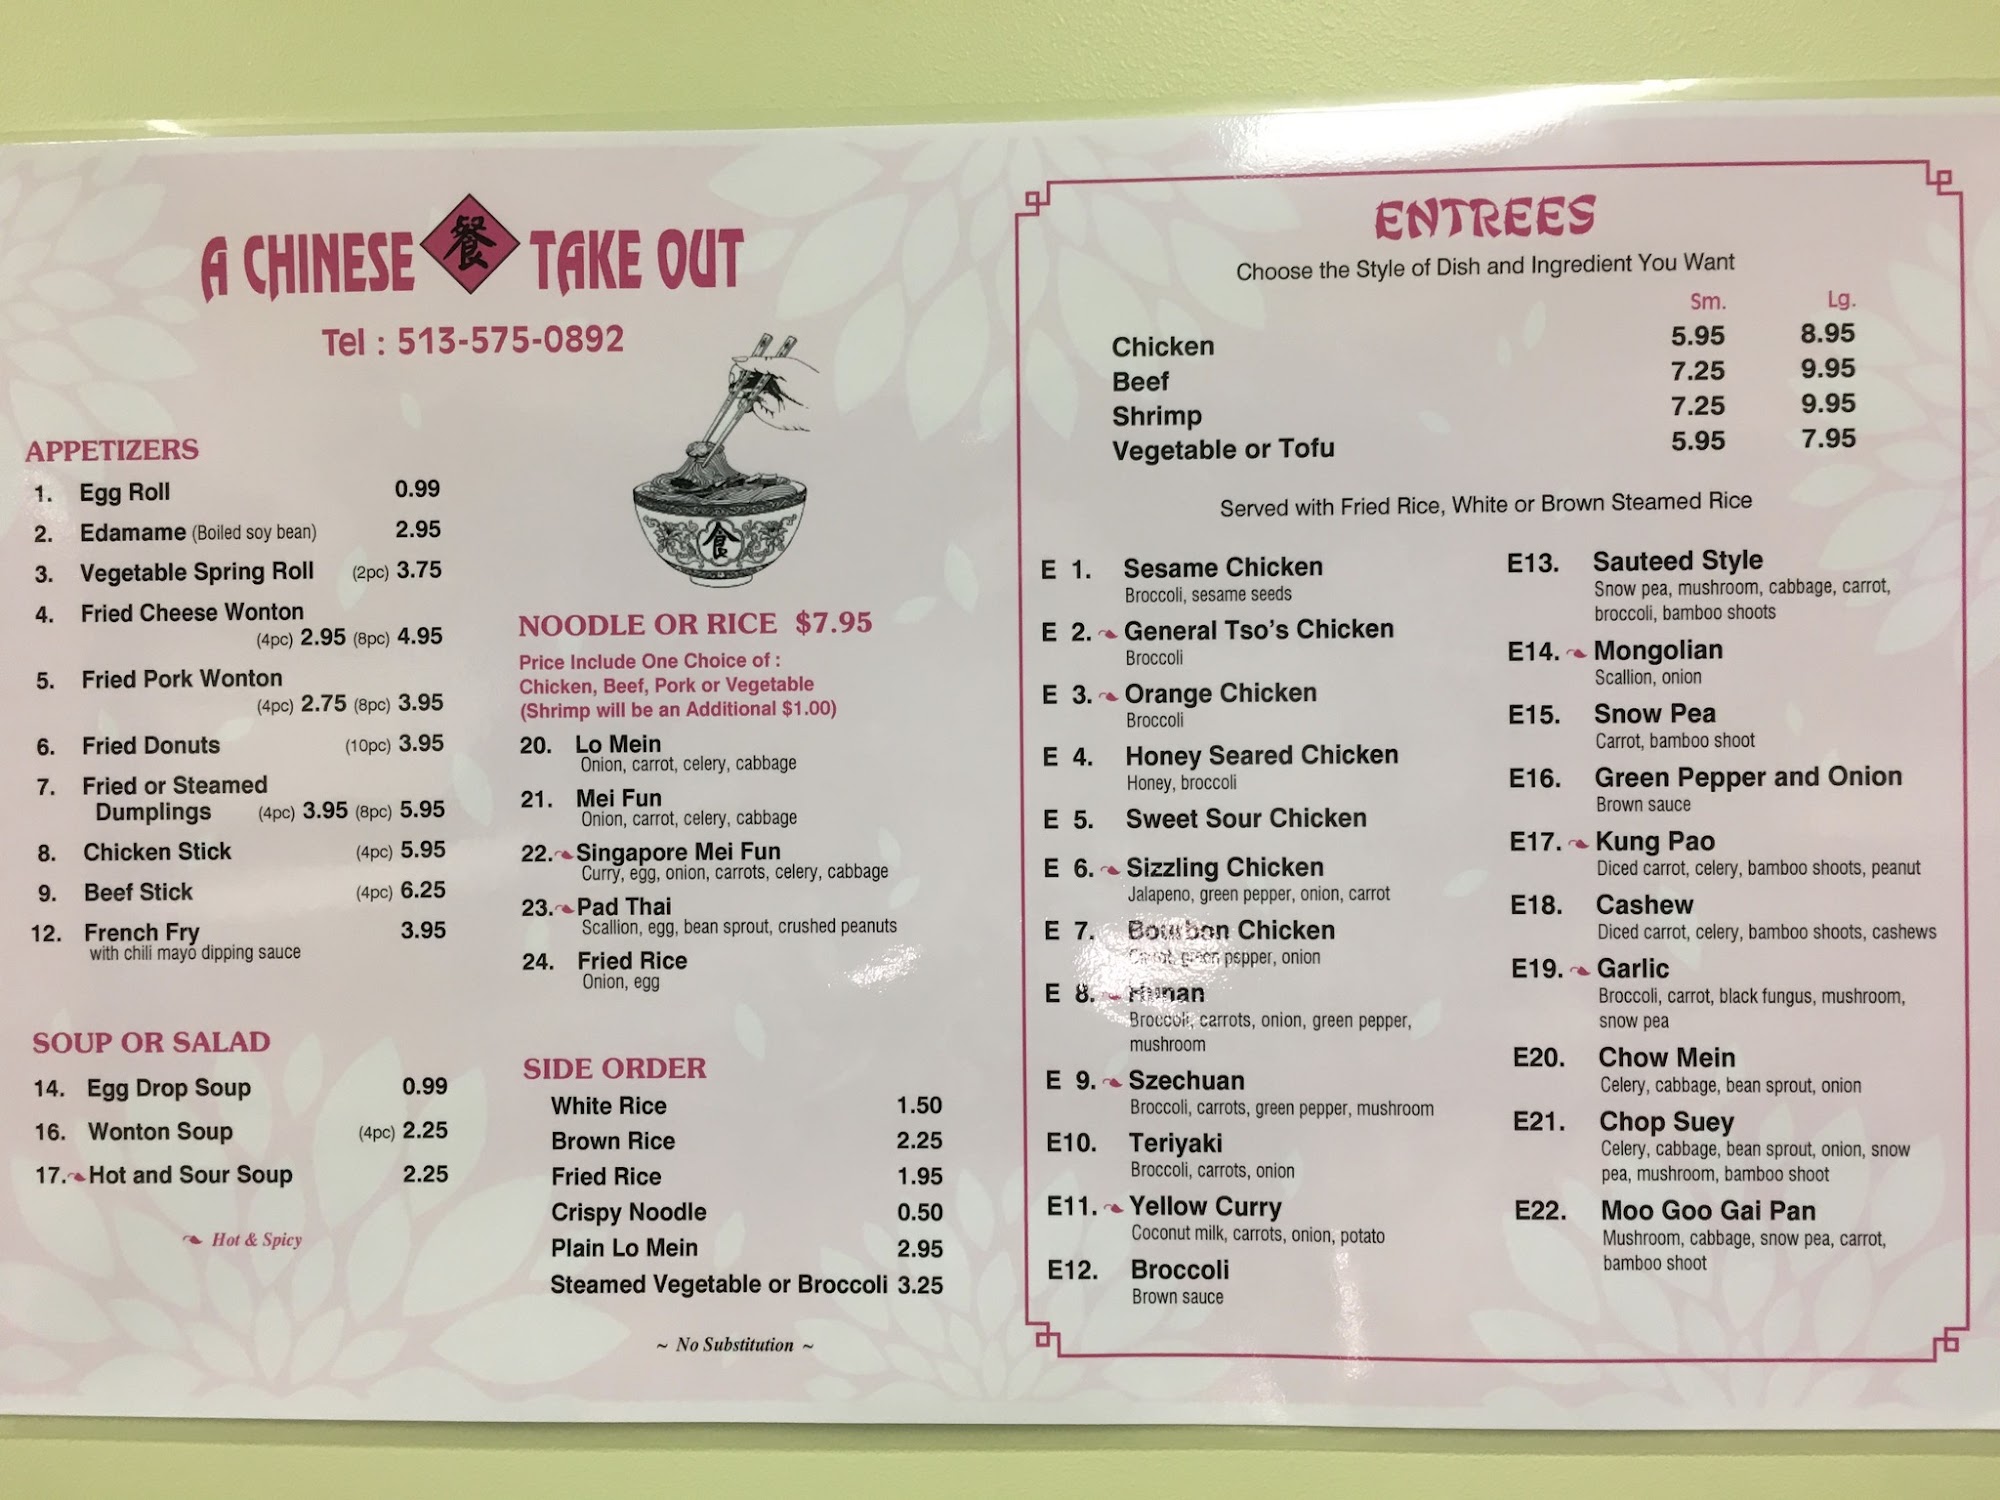 A CHINESE 餐 TAKE OUT
Tel : 513-575-0892
食
APPETIZERS
1. Egg Roll 0.99
2. Edamame (Boiled soy bean) 2.95
3. Vegetable Spring Roll (2pc) 3.75
4. Fried Cheese Wonton
(4pc) 2.95 (8pc) 4.95
5. Fried Pork Wonton
(4pc) 2.75 (8pc) 3.95
6. Fried Donuts (10pc) 3.95
7. Fried or Steamed
Dumplings (4pc) 3.95 (8pc) 5.95
8. Chicken Stick (4pc) 5.95
9. Beef Stick (4pc) 6.25
12. French Fry 3.95
with chili mayo dipping sauce
SOUP OR SALAD
14. Egg Drop Soup 0.99
16. Wonton Soup (4pc) 2.25
17. Hot and Sour Soup 2.25
Hot & Spicy
NOODLE OR RICE $7.95
Price Include One Choice of :
Chicken, Beef, Pork or Vegetable
(Shrimp will be an Additional $1.00)
20. Lo Mein
Onion, carrot, celery, cabbage
21. Mei Fun
Onion, carrot, celery, cabbage
22. Singapore Mei Fun
Curry, egg, onion, carrots, celery, cabbage
23. Pad Thai
Scallion, egg, bean sprout, crushed peanuts
24. Fried Rice
Onion, egg
SIDE ORDER
White Rice 1.50
Brown Rice 2.25
Fried Rice 1.95
Crispy Noodle 0.50
Plain Lo Mein 2.95
Steamed Vegetable or Broccoli 3.25
~ No Substitution ~
ENTREES
Choose the Style of Dish and Ingredient You Want
Sm. Lg.
Chicken 5.95 8.95
Beef 7.25 9.95
Shrimp 7.25 9.95
Vegetable or Tofu 5.95 7.95
Served with Fried Rice, White or Brown Steamed Rice
E 1. Sesame Chicken
Broccoli, sesame seeds
E 2. General Tso's Chicken
Broccoli
E 3. Orange Chicken
Broccoli
E 4. Honey Seared Chicken
Honey, broccoli
E 5. Sweet Sour Chicken
E 6. Sizzling Chicken
Jalapeno, green pepper, onion, carrot
E 7. Bourbon Chicken
Carrot, green pspper, onion
E 8. Hunan
Broccoli, carrots, onion, green pepper,
mushroom
E 9. Szechuan
Broccoli, carrots, green pepper, mushroom
E10. Teriyaki
Broccoli, carrots, onion
E11. Yellow Curry
Coconut milk, carrots, onion, potato
E12. Broccoli
Brown sauce
E13. Sauteed Style
Snow pea, mushroom, cabbage, carrot,
broccoli, bamboo shoots
E14. Mongolian
Scallion, onion
E15. Snow Pea
Carrot, bamboo shoot
E16. Green Pepper and Onion
Brown sauce
E17. Kung Pao
Diced carrot, celery, bamboo shoots, peanut
E18. Cashew
Diced carrot, celery, bamboo shoots, cashews
E19. Garlic
Broccoli, carrot, black fungus, mushroom,
snow pea
E20. Chow Mein
Celery, cabbage, bean sprout, onion
E21. Chop Suey
Celery, cabbage, bean sprout, onion, snow
pea, mushroom, bamboo shoot
E22. Moo Goo Gai Pan
Mushroom, cabbage, snow pea, carrot,
bamboo shoot